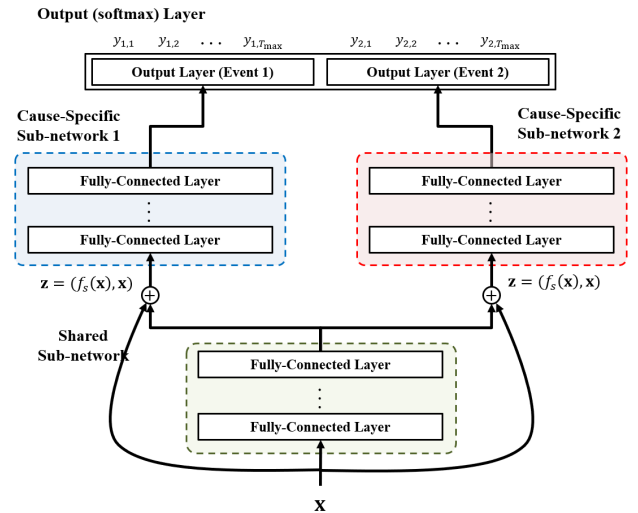 Output (softmax) Layer
y₁,₁ y₁,₂ ... y₁,Tmax y₂,₁ y₂,₂ ... y₂,Tmax
Output Layer (Event 1) Output Layer (Event 2)
Cause-Specific
Sub-network 1
Cause-Specific
Sub-network 2
Fully-Connected Layer
⋮
Fully-Connected Layer
Fully-Connected Layer
⋮
Fully-Connected Layer
z = (fₛ(x), x)
z = (fₛ(x), x)
Shared
Sub-network
Fully-Connected Layer
⋮
Fully-Connected Layer
x